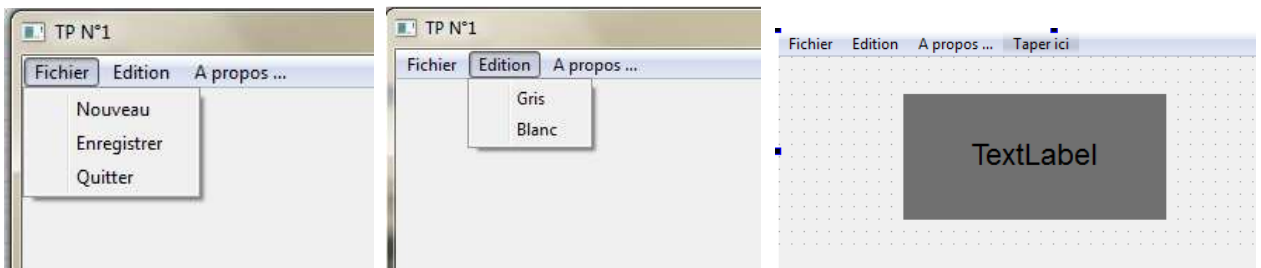 TP N°1
Fichier Edition A propos ...
Nouveau
Enregistrer
Quitter
TP N°1
Fichier Edition A propos ...
Gris
Blanc
Fichier Edition A propos ... Taper ici
TextLabel